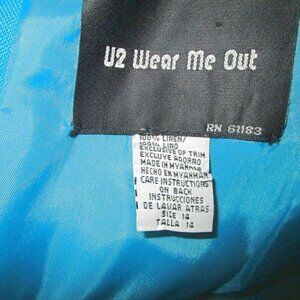 U2 Wear Me Out
RN 61183
100% LINEN/
100% LINO
EXCLUSIVE OF TRIM
EXCLUVE ADORNO
MADE IN MYANMAR
HECHO EN MYANMAR
CARE INSTRUCTIONS
ON BACK
INSTRUCCIONES
DE LAVAR ATRAS
SIZE 14
TALLA 14